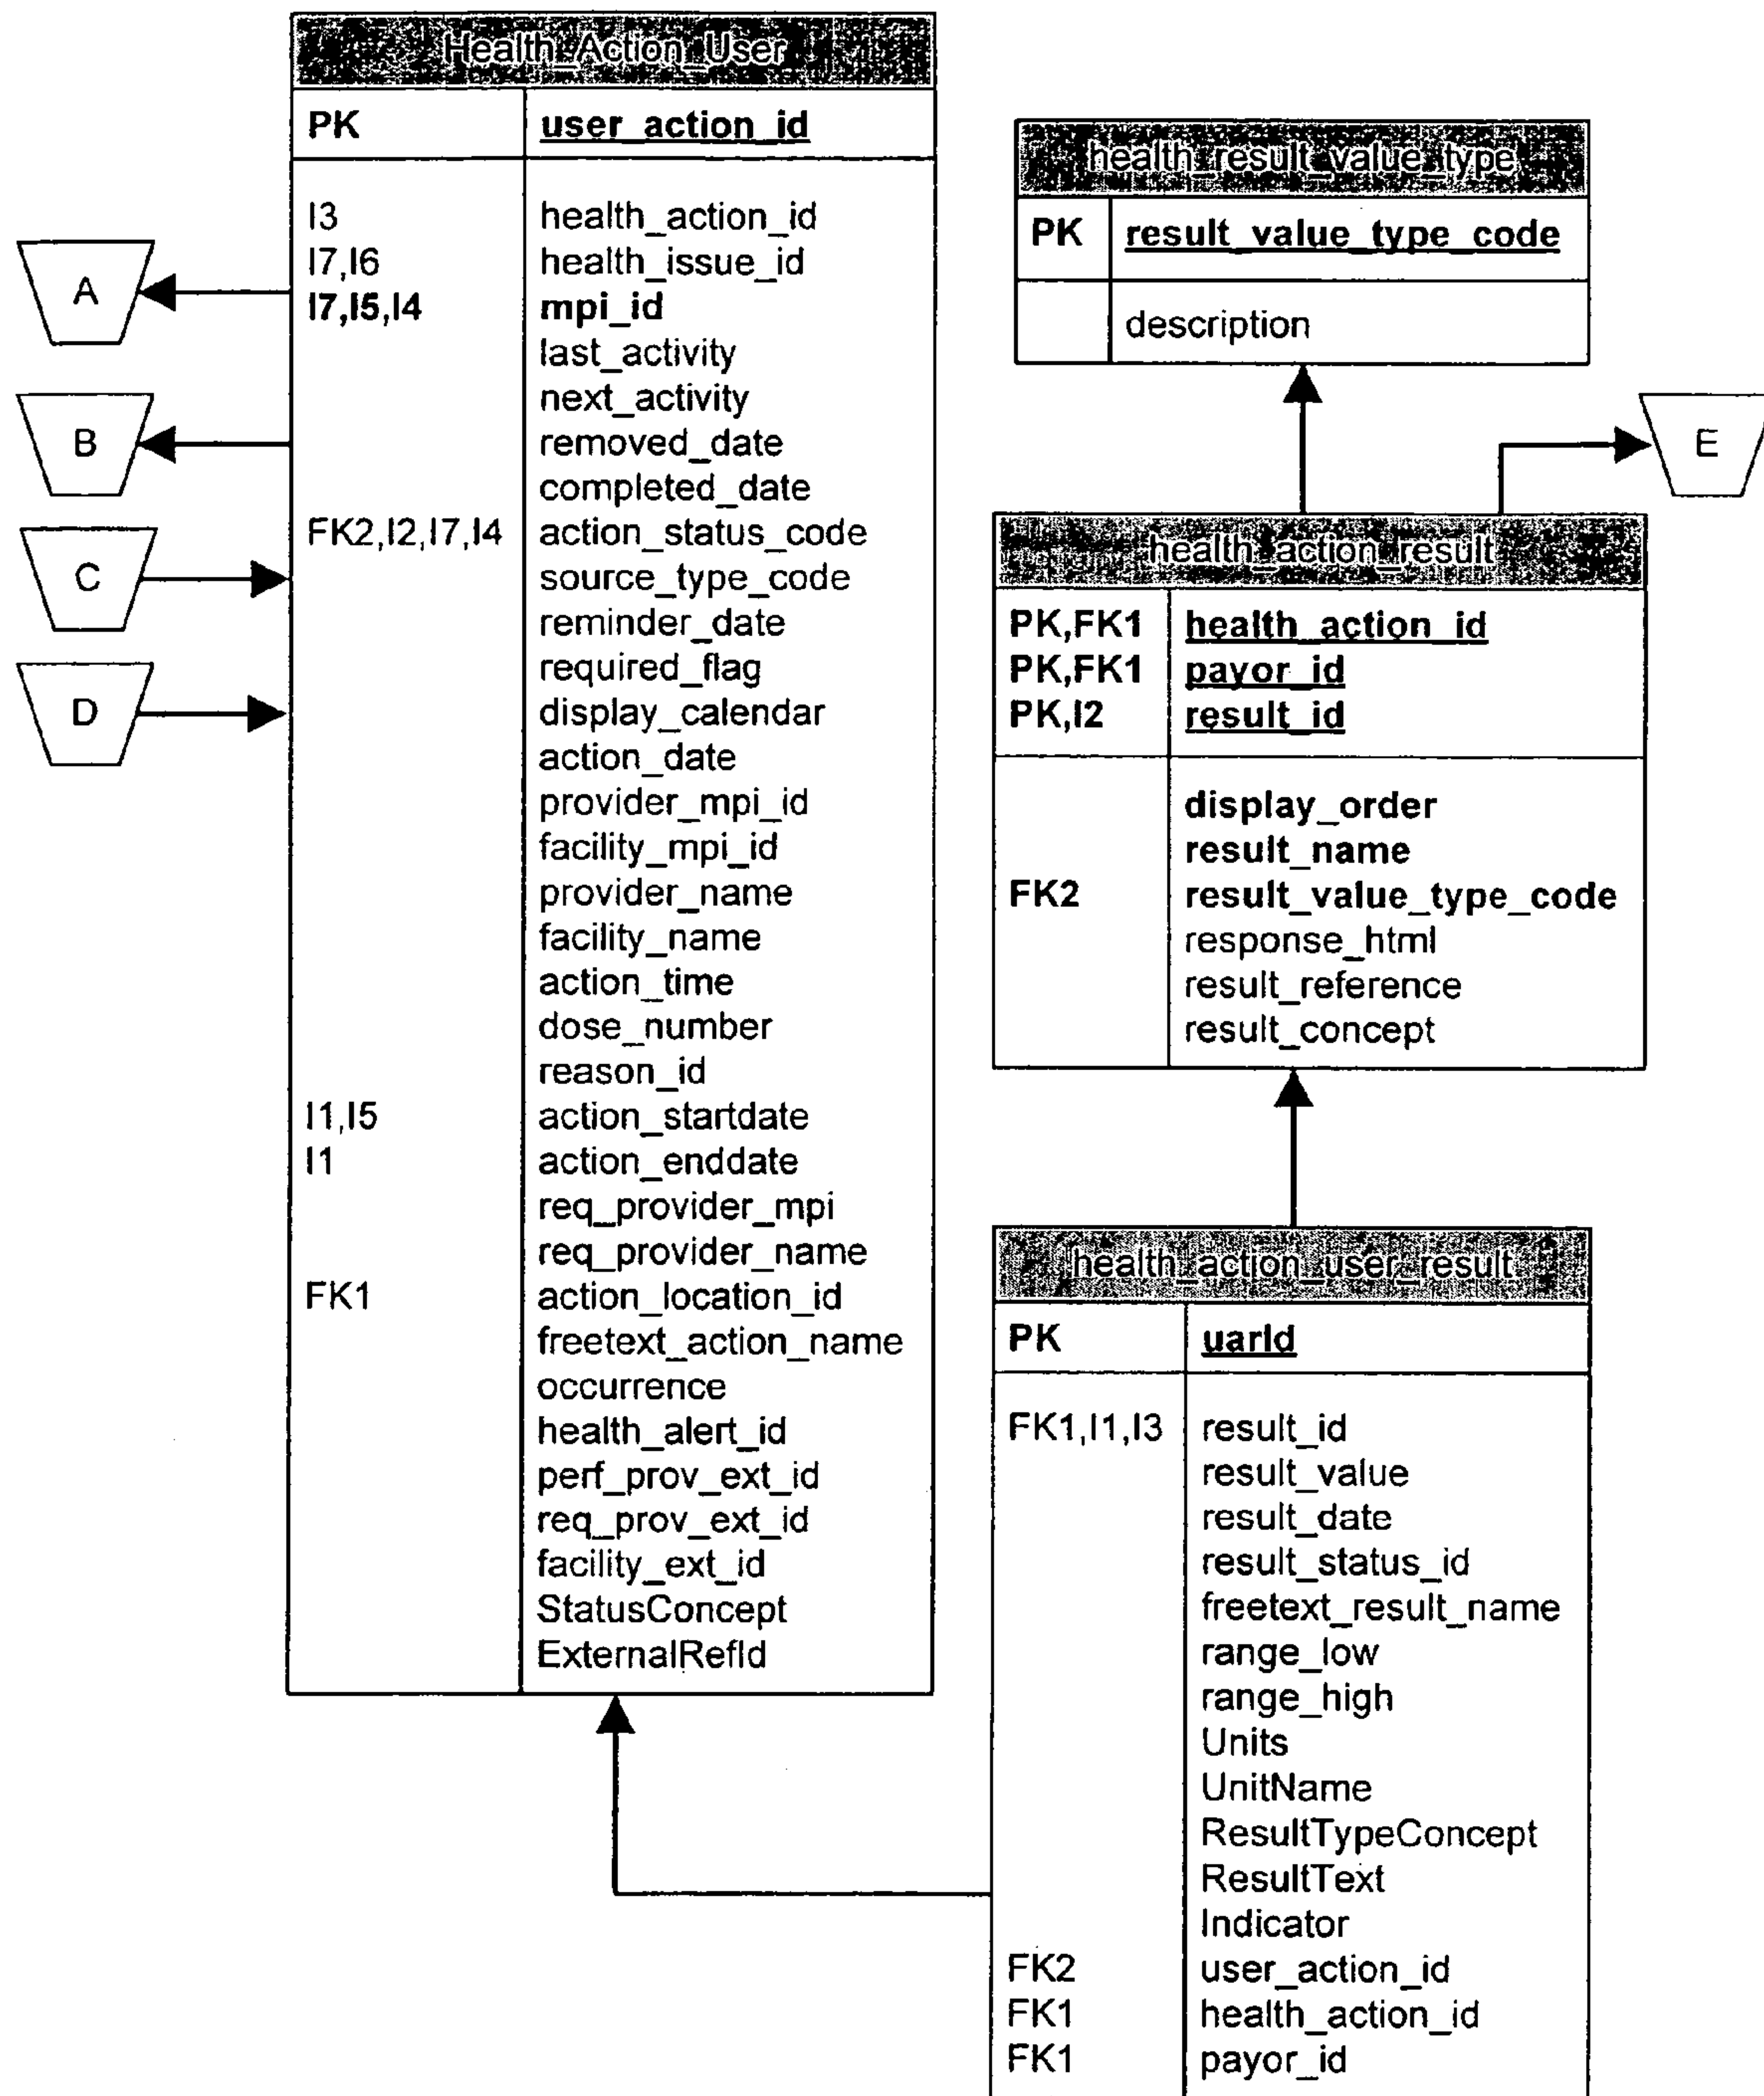 Health_Action_User
PK user_action_id
I3 health_action_id
I7,I6 health_issue_id
I7,I5,I4 mpi_id
last_activity
next_activity
removed_date
completed_date
FK2,I2,I7,I4 action_status_code
source_type_code
reminder_date
required_flag
display_calendar
action_date
provider_mpi_id
facility_mpi_id
provider_name
facility_name
action_time
dose_number
reason_id
I1,I5 action_startdate
I1 action_enddate
req_provider_mpi
req_provider_name
FK1 action_location_id
freetext_action_name
occurrence
health_alert_id
perf_prov_ext_id
req_prov_ext_id
facility_ext_id
StatusConcept
ExternalRefId
A
B
C
D
health_result_value_type
PK result_value_type_code
description
E
health_action_result
PK,FK1 health_action_id
PK,FK1 payor_id
PK,I2 result_id
display_order
result_name
FK2 result_value_type_code
response_html
result_reference
result_concept
health_action_user_result
PK uarId
FK1,I1,I3 result_id
result_value
result_date
result_status_id
freetext_result_name
range_low
range_high
Units
UnitName
ResultTypeConcept
ResultText
Indicator
FK2 user_action_id
FK1 health_action_id
FK1 payor_id